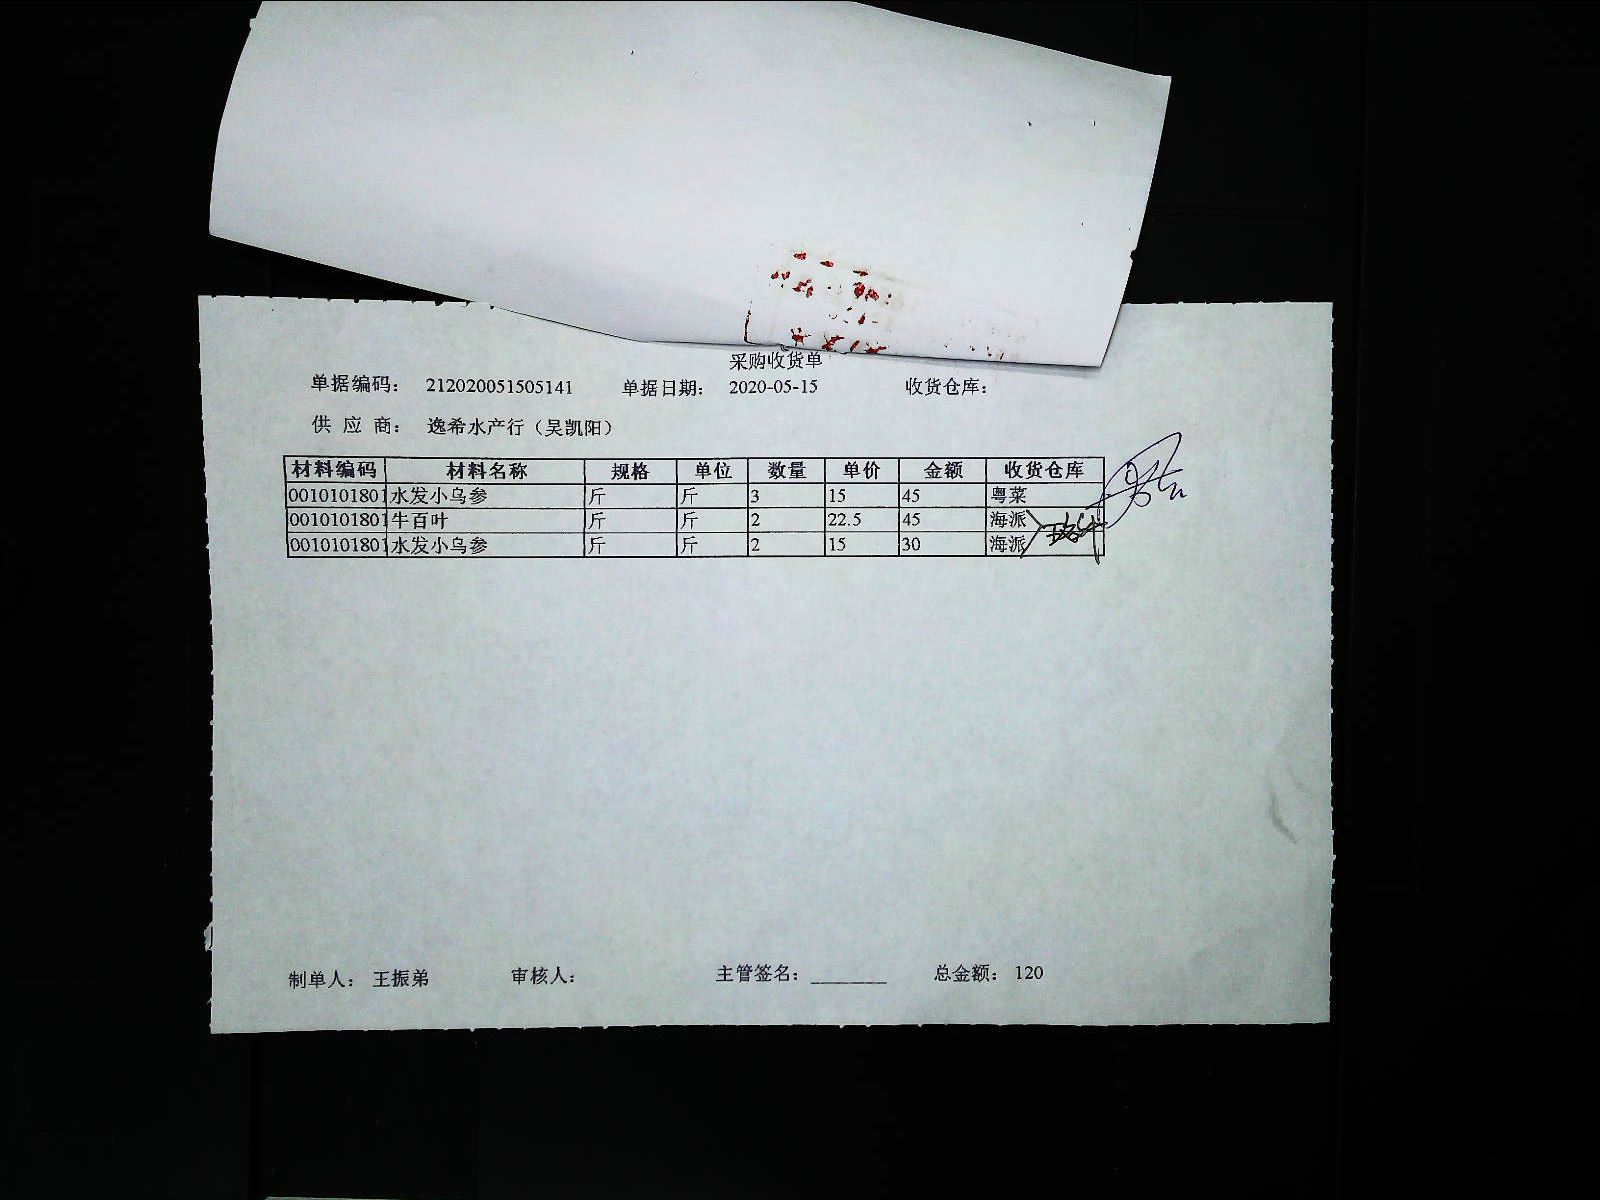 采购收货单
单据编码： 212020051505141 单据日期： 2020-05-15 收货仓库：
供 应 商： 逸希水产行（吴凯阳）
材料编码 材料名称 规格 单位 数量 单价 金额 收货仓库
0010101801 水发小乌参 斤 斤 3 15 45 粤菜
0010101801 牛百叶 斤 斤 2 22.5 45 海派
0010101801 水发小乌参 斤 斤 2 15 30 海派
制单人： 王振弟 审核人： 主管签名：________ 总金额： 120